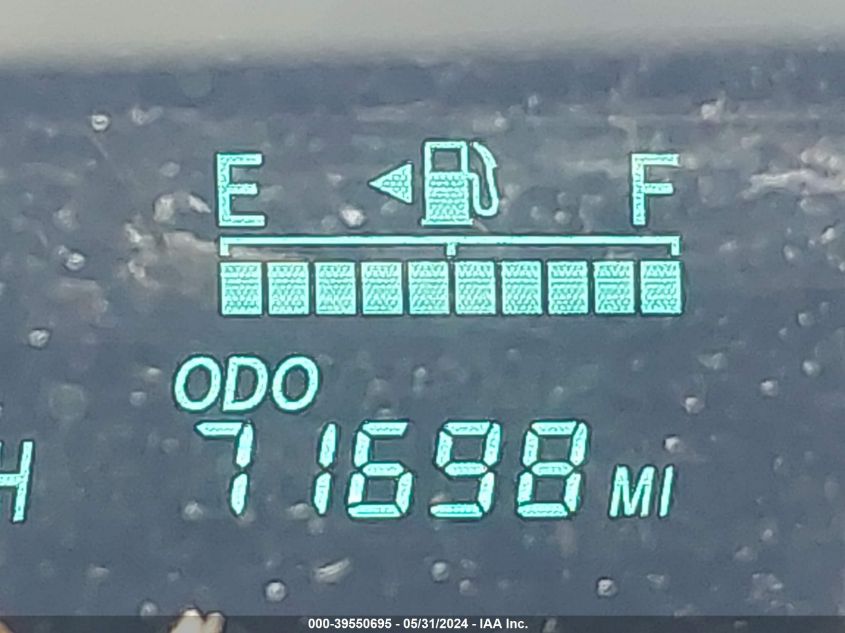 E F
ODO
H 71698 MI
000-39550695 - 05/31/2024 - IAA Inc.